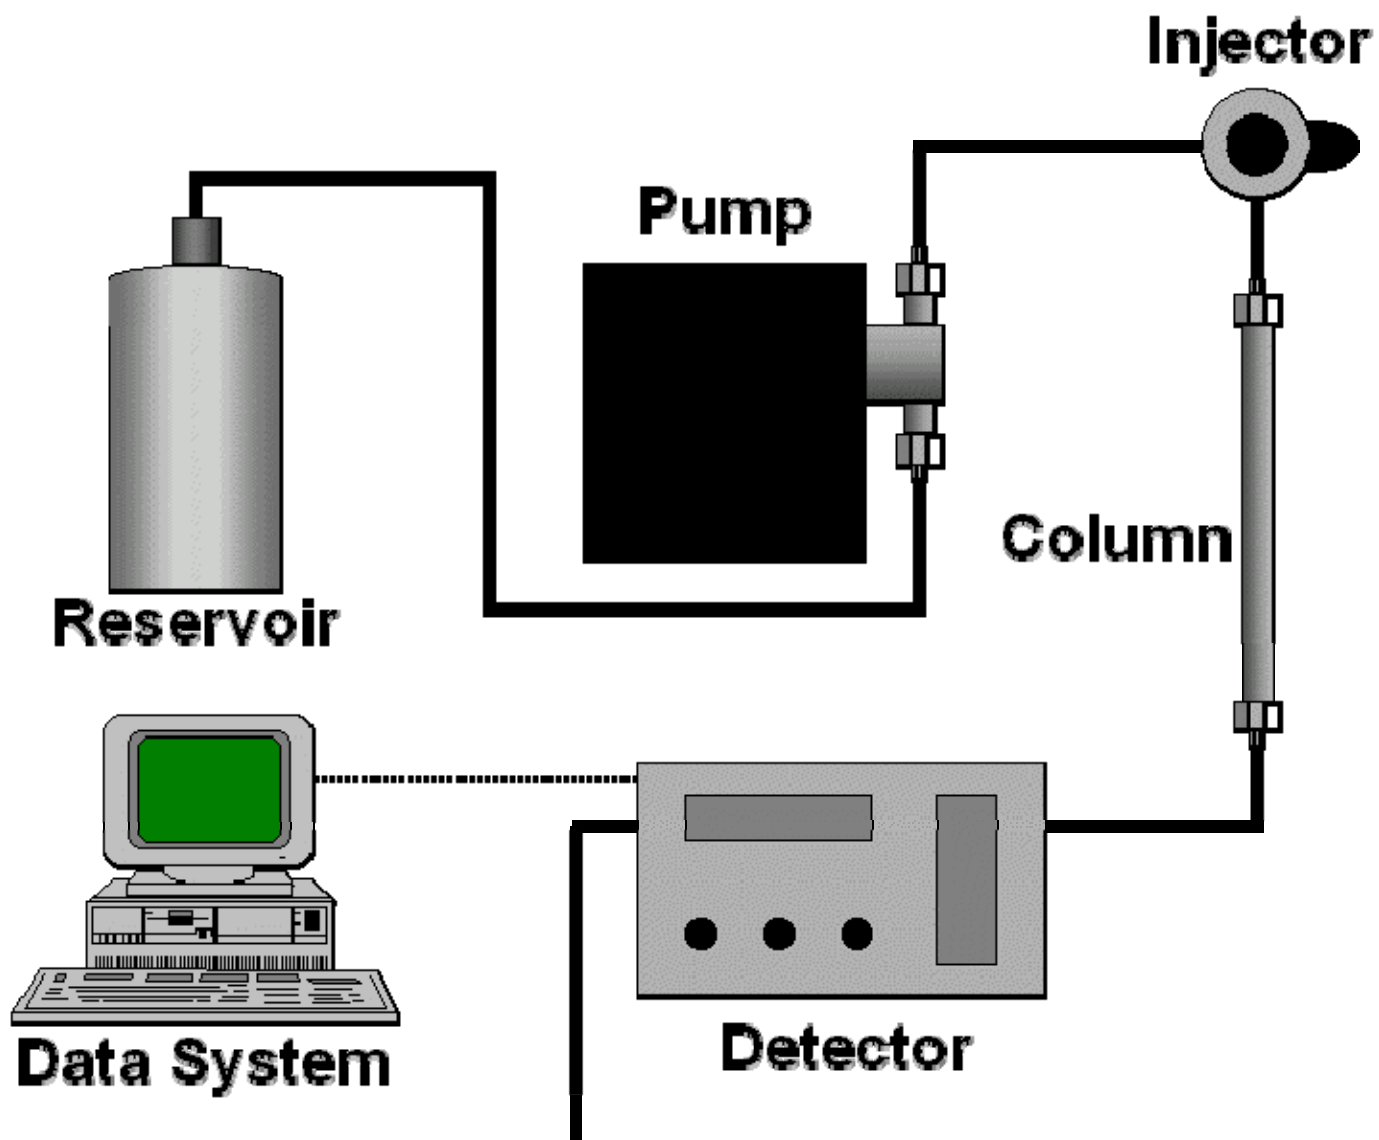 Injector
Pump
Column
Reservoir
Data System
Detector